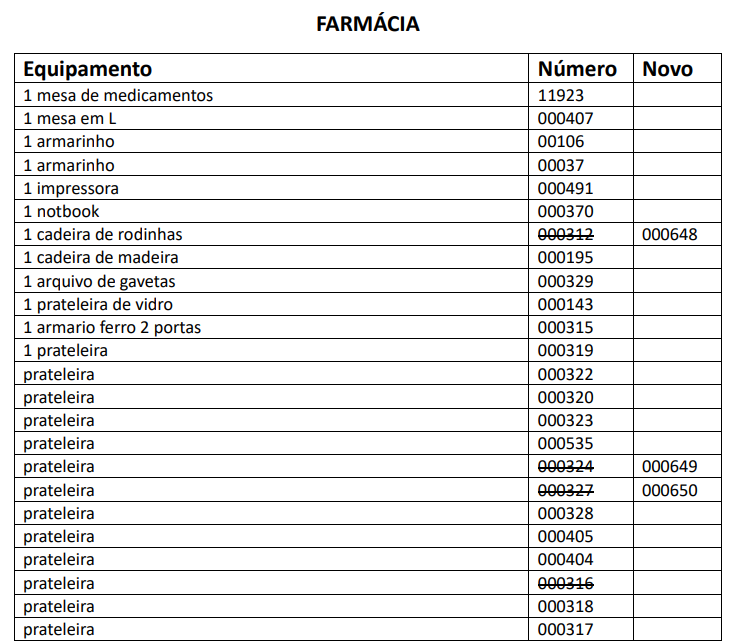 FARMÁCIA
Equipamento Número Novo
1 mesa de medicamentos 11923
1 mesa em L 000407
1 armarinho 00106
1 armarinho 00037
1 impressora 000491
1 notbook 000370
1 cadeira de rodinhas 000312 000648
1 cadeira de madeira 000195
1 arquivo de gavetas 000329
1 prateleira de vidro 000143
1 armario ferro 2 portas 000315
1 prateleira 000319
prateleira 000322
prateleira 000320
prateleira 000323
prateleira 000535
prateleira 000324 000649
prateleira 000327 000650
prateleira 000328
prateleira 000405
prateleira 000404
prateleira 000316
prateleira 000318
prateleira 000317